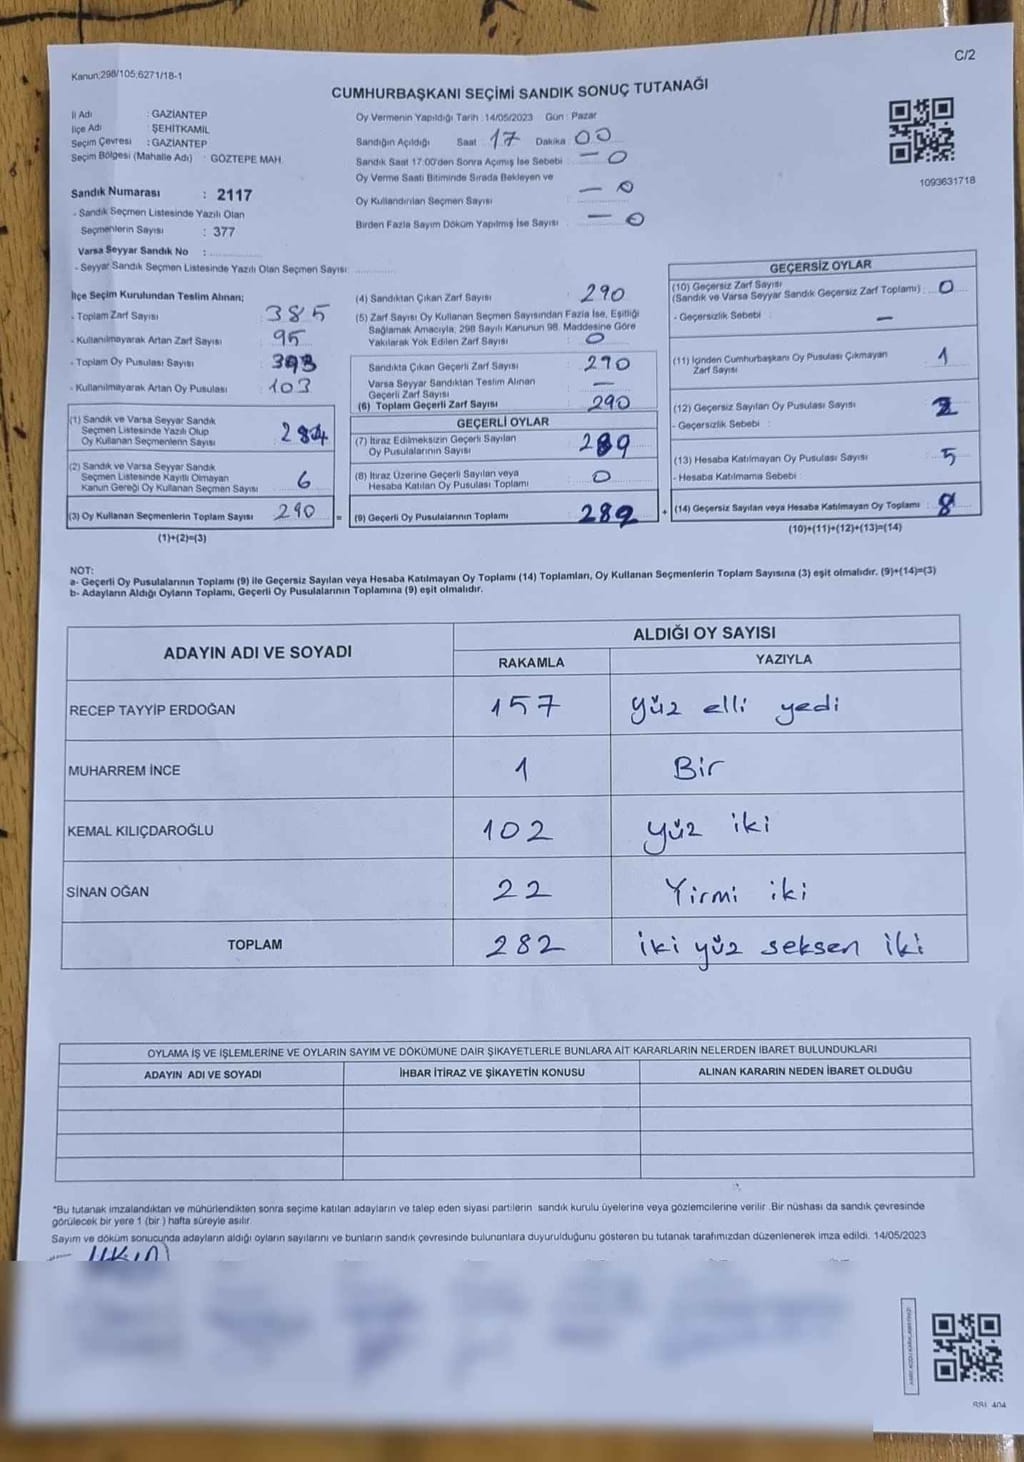 Kanun;298/105;6271/18-1
C/2
CUMHURBAŞKANI SEÇİMİ SANDIK SONUÇ TUTANAĞI
İl Adı : GAZİANTEP
İlçe Adı : ŞEHİTKAMİL
Seçim Çevresi : GAZİANTEP
Seçim Bölgesi (Mahalle Adı) : GÖZTEPE MAH.
Sandık Numarası : 2117
- Sandık Seçmen Listesinde Yazılı Olan
Seçmenlerin Sayısı : 377
Varsa Seyyar Sandık No :
- Seyyar Sandık Seçmen Listesinde Yazılı Olan Seçmen Sayısı:
Oy Vermenin Yapıldığı Tarih :14/05/2023 Gün : Pazar
Sandığın Açıldığı Saat : 17 Dakika : 00
Sandık Saat 17:00'den Sonra Açımış İse Sebebi : — 0
Oy Verme Saati Bitiminde Sırada Bekleyen ve
Oy Kullandırılan Seçmen Sayısı : — 0
Birden Fazla Sayım Döküm Yapılmış İse Sayısı : — 0
1093631718
İlçe Seçim Kurulundan Teslim Alınan;
- Toplam Zarf Sayısı : 385
- Kullanılmayarak Artan Zarf Sayısı : 95
- Toplam Oy Pusulası Sayısı : 393
- Kullanılmayarak Artan Oy Pusulası : 103
(1) Sandık ve Varsa Seyyar Sandık
Seçmen Listesinde Yazılı Olup
Oy Kullanan Seçmenlerin Sayısı : 284
(2) Sandık ve Varsa Seyyar Sandık
Seçmen Listesinde Kayıtlı Olmayan
Kanun Gereği Oy Kullanan Seçmen Sayısı : 6
(3) Oy Kullanan Seçmenlerin Toplam Sayısı : 290
(1)+(2)=(3)
(4) Sandıktan Çıkan Zarf Sayısı : 290
(5) Zarf Sayısı Oy Kullanan Seçmen Sayısından Fazla İse, Eşitliği
Sağlamak Amacıyla, 298 Sayılı Kanunun 98. Maddesine Göre
Yakılarak Yok Edilen Zarf Sayısı : 0
Sandıkta Çıkan Geçerli Zarf Sayısı : 290
Varsa Seyyar Sandıktan Teslim Alınan
Geçerli Zarf Sayısı : —
(6) Toplam Geçerli Zarf Sayısı : 290
GEÇERLİ OYLAR
(7) İtiraz Edilmeksizin Geçerli Sayılan
Oy Pusulalarının Sayısı :
(8) İtiraz Üzerine Geçerli Sayılan veya
Hesaba Katılan Oy Pusulası Toplamı : 0
= (9) Geçerli Oy Pusulalarının Toplamı : 282
GEÇERSİZ OYLAR
(10) Geçersiz Zarf Sayısı
(Sandık ve Varsa Seyyar Sandık Geçersiz Zarf Toplamı) : 0
- Geçersizlik Sebebi : —
(11) İçinden Cumhurbaşkanı Oy Pusulası Çıkmayan
Zarf Sayısı : 1
(12) Geçersiz Sayılan Oy Pusulası Sayısı : 2
- Geçersizlik Sebebi :
(13) Hesaba Katılmayan Oy Pusulası Sayısı : 5
- Hesaba Katılmama Sebebi
+ (14) Geçersiz Sayılan veya Hesaba Katılmayan Oy Toplamı : 8
(10)+(11)+(12)+(13)=(14)
NOT:
a- Geçerli Oy Pusulalarının Toplamı (9) ile Geçersiz Sayılan veya Hesaba Katılmayan Oy Toplamı (14) Toplamları, Oy Kullanan Seçmenlerin Toplam Sayısına (3) eşit olmalıdır. (9)+(14)=(3)
b- Adayların Aldığı Oyların Toplamı, Geçerli Oy Pusulalarının Toplamına (9) eşit olmalıdır.
ADAYIN ADI VE SOYADI
ALDIĞI OY SAYISI
RAKAMLA YAZIYLA
RECEP TAYYİP ERDOĞAN 157 yüz elli yedi
MUHARREM İNCE 1 Bir
KEMAL KILIÇDAROĞLU 102 yüz iki
SİNAN OĞAN 22 Yirmi iki
TOPLAM 282 iki yüz seksen iki
OYLAMA İŞ VE İŞLEMLERİNE VE OYLARIN SAYIM VE DÖKÜMÜNE DAİR ŞİKAYETLERLE BUNLARA AİT KARARLARIN NELERDEN İBARET BULUNDUKLARI
ADAYIN ADI VE SOYADI İHBAR İTİRAZ VE ŞİKAYETİN KONUSU ALINAN KARARIN NEDEN İBARET OLDUĞU
*Bu tutanak imzalandıktan ve mühürlendikten sonra seçime katılan adayların ve talep eden siyasi partilerin sandık kurulu üyelerine veya gözlemcilerine verilir. Bir nüshası da sandık çevresinde
görülecek bir yere 1 (bir ) hafta süreyle asılır.
Sayım ve döküm sonucunda adayların aldığı oyların sayılarını ve bunların sandık çevresinde bulunanlara duyurulduğunu gösteren bu tutanak tarafımızdan düzenlenerek imza edildi. 14/05/2023